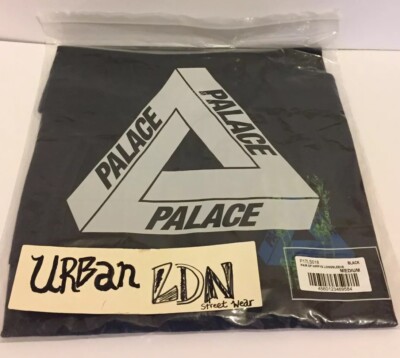 PALACE
PALACE
PALACE
URBan LDN
Street Wear
BLACK
MEDIUM